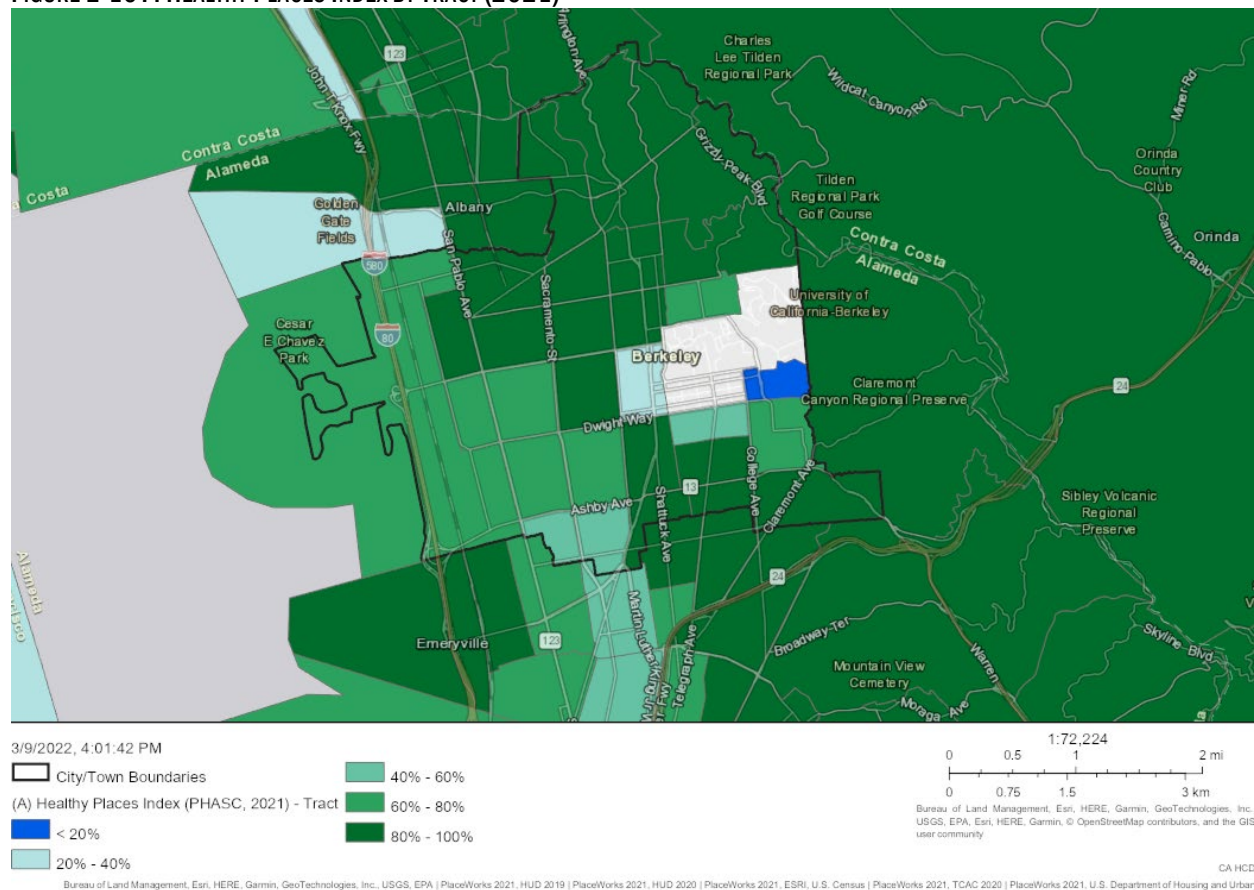 123
Arlington Ave
Charles
Lee Tilden
Regional Park
Wildcat Canyon Rd
Miner Rd
John T Knox Fwy
Contra Costa
Alameda
Costa
Grizzly Peak Blvd
Orinda
Country
Club
Tilden
Regional Park
Golf Course
Golden
Gate
Fields
Albany
San Pablo Ave
Camino Pablo
Orinda
Contra Costa
Alameda
580
Sacramento St
University of
California-Berkeley
Cesar
E Chavez
Park
80
Berkeley
Claremont
Canyon Regional Preserve
24
Dwight Way
College Ave
Claremont Ave
13
Ashby Ave
Shattuck Ave
Sibley Volcanic
Regional
Preserve
Alameda
24
Emeryville
123
Martin Luther King Jr
Fwy
Telegraph Ave
Broadway Ter
Warren
Skyline Blvd
Mountain View
Cemetery
Moraga Ave
3/9/2022, 4:01:42 PM
City/Town Boundaries
(A) Healthy Places Index (PHASC, 2021) - Tract
< 20%
20% - 40%
40% - 60%
60% - 80%
80% - 100%
1:72,224
0 0.5 1 2 mi
0 0.75 1.5 3 km
Bureau of Land Management, Esri, HERE, Garmin, GeoTechnologies, Inc.,
USGS, EPA, Esri, HERE, Garmin, © OpenStreetMap contributors, and the GIS
user community
CA HCD
Bureau of Land Management, Esri, HERE, Garmin, GeoTechnologies, Inc., USGS, EPA | PlaceWorks 2021, HUD 2019 | PlaceWorks 2021, HUD 2020 | PlaceWorks 2021, ESRI, U.S. Census | PlaceWorks 2021, TCAC 2020 | PlaceWorks 2021, U.S. Department of Housing and Urban